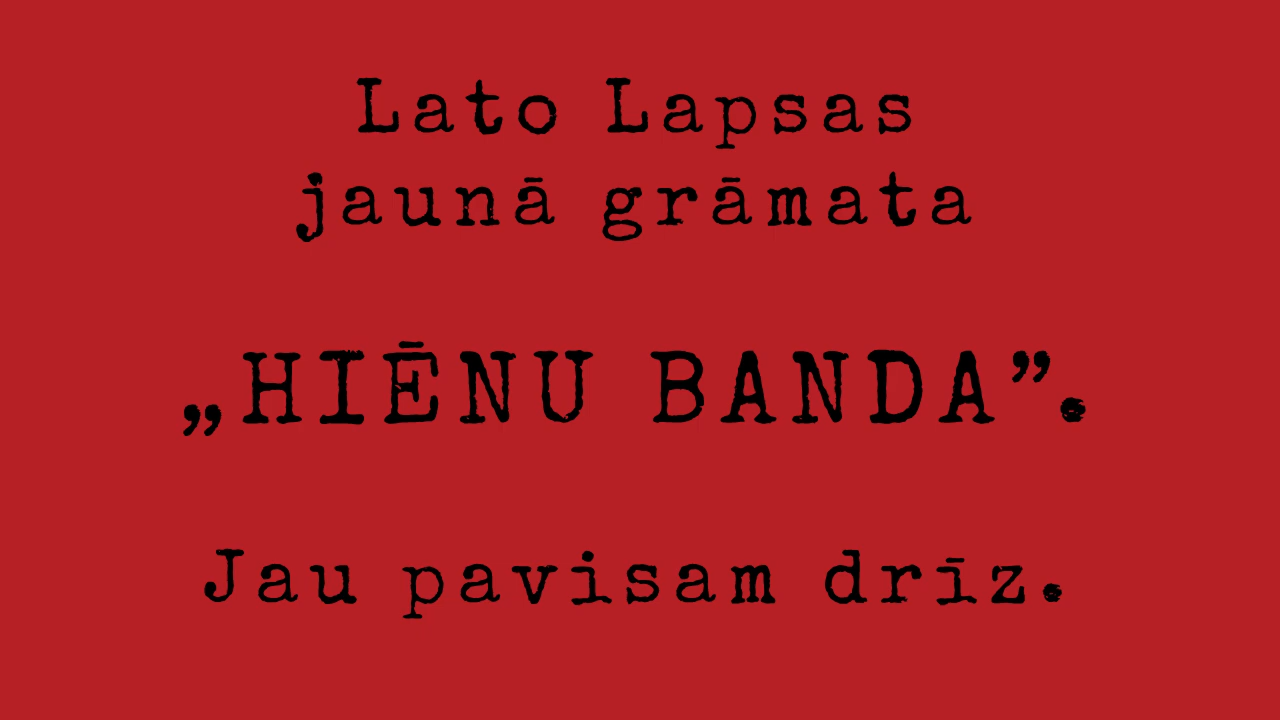 Lato Lapsas
jaunā grāmata
„HIĒNU BANDA”.
Jau pavisam drīz.